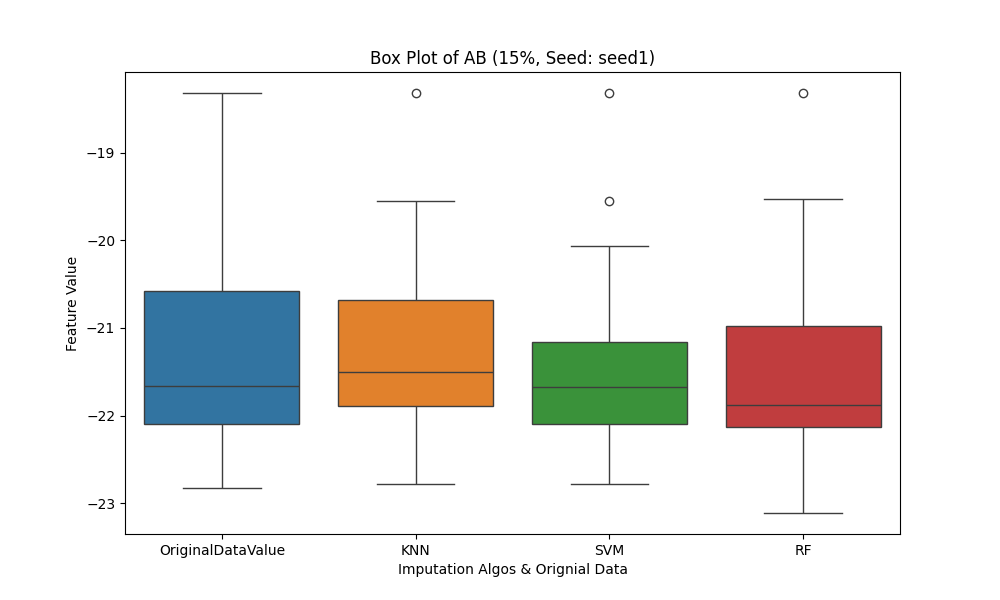 Box Plot of AB (15%, Seed: seed1)
Feature Value
−19
−20
−21
−22
−23
OriginalDataValue
KNN
SVM
RF
Imputation Algos & Orignial Data